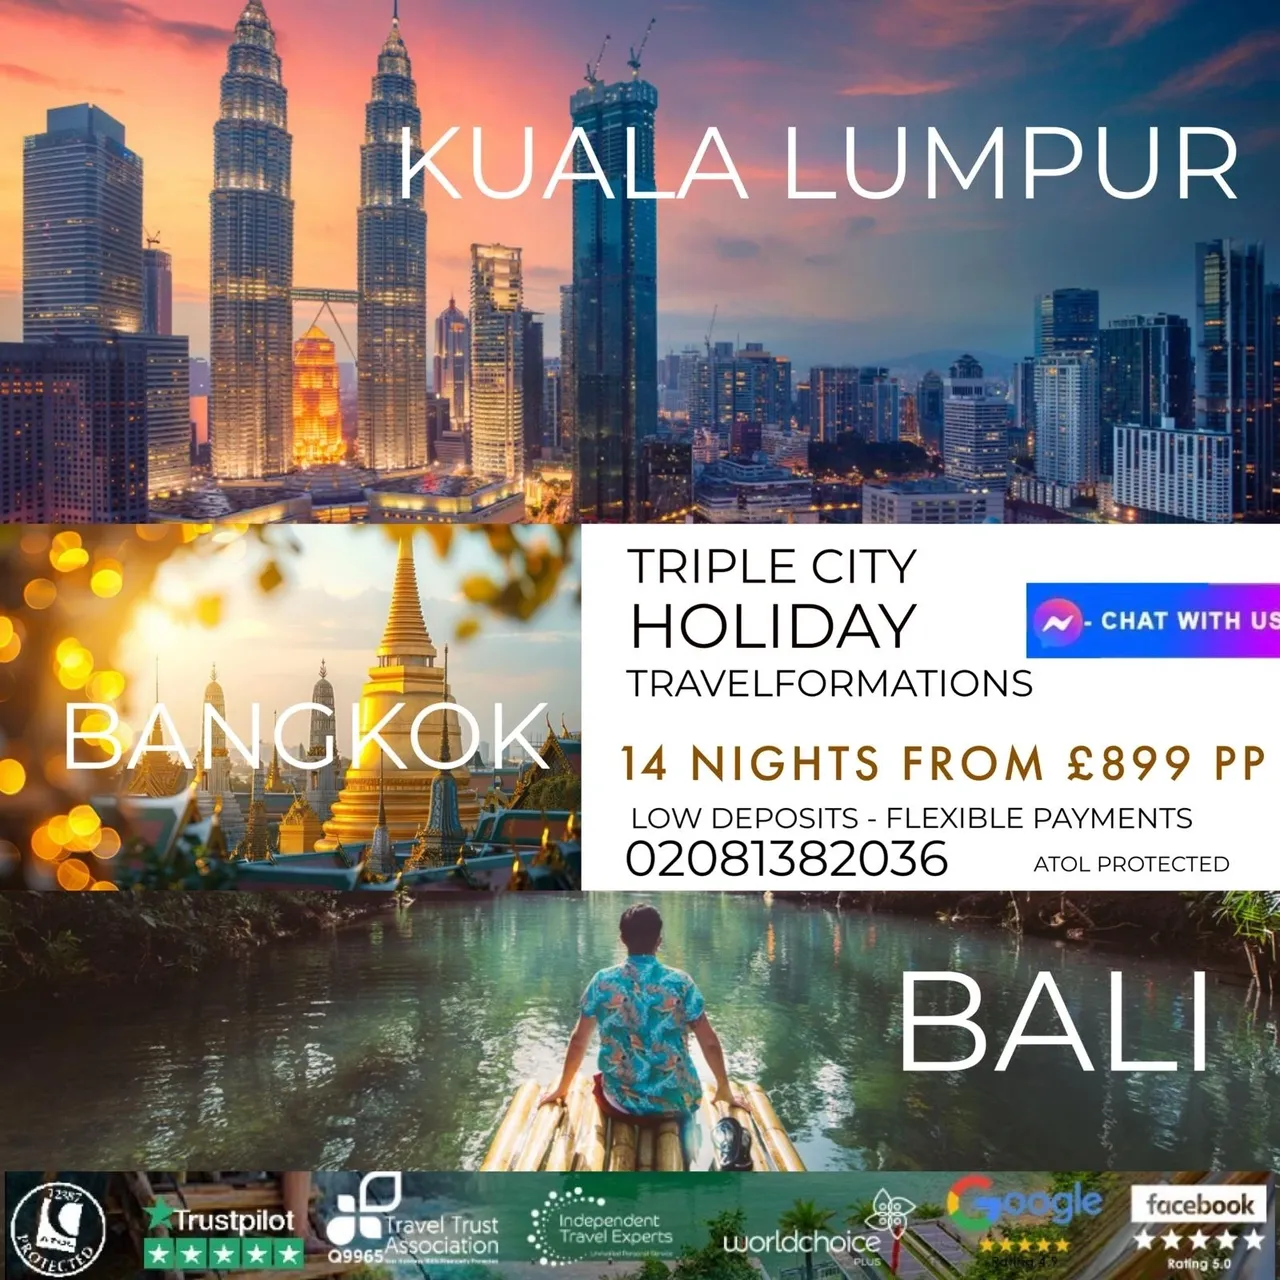 KUALA LUMPUR
BANGKOK
TRIPLE CITY
HOLIDAY
TRAVELFORMATIONS
- CHAT WITH US
14 NIGHTS FROM £899 PP
LOW DEPOSITS - FLEXIBLE PAYMENTS
02081382036
ATOL PROTECTED
BALI
12387
ATOL
PROTECTED
Trustpilot
Q9965
Travel Trust
Association
Independent
Travel Experts
worldchoice
PLUS
Google
Rating 4.9
facebook
Rating 5.0